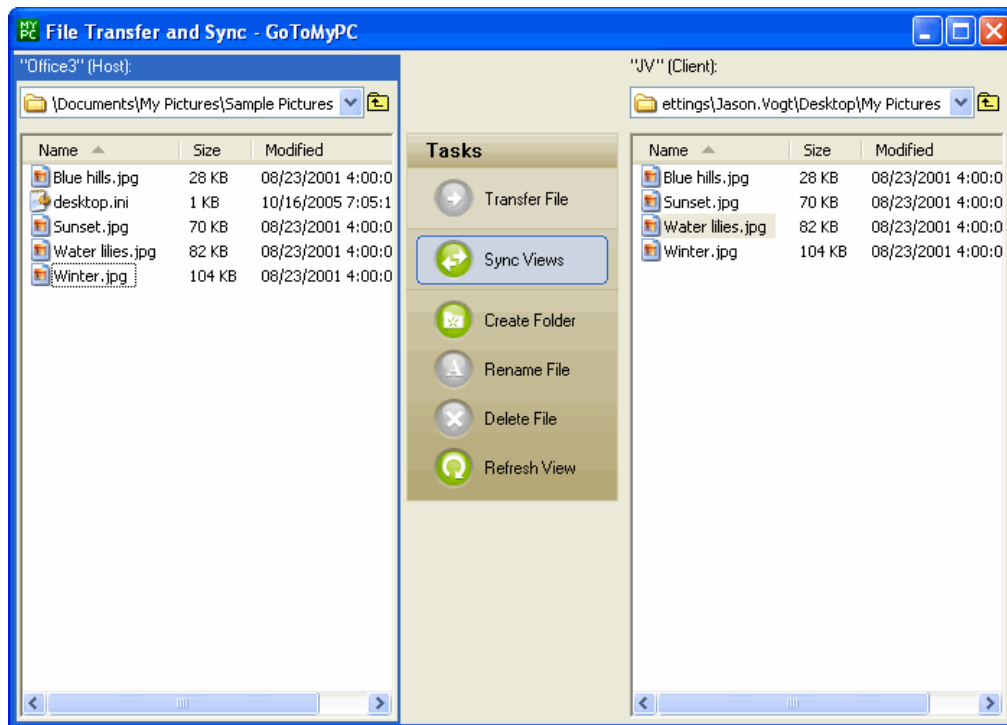 File Transfer and Sync - GoToMyPC
"Office3" (Host):
\Documents\My Pictures\Sample Pictures
Name Size Modified
Blue hills.jpg 28 KB 08/23/2001 4:00:0
desktop.ini 1 KB 10/16/2005 7:05:1
Sunset.jpg 70 KB 08/23/2001 4:00:0
Water lilies.jpg 82 KB 08/23/2001 4:00:0
Winter.jpg 104 KB 08/23/2001 4:00:0
Tasks
Transfer File
Sync Views
Create Folder
Rename File
Delete File
Refresh View
"JV" (Client):
ettings\Jason.Vogt\Desktop\My Pictures
Name Size Modified
Blue hills.jpg 28 KB 08/23/2001 4:00:0
Sunset.jpg 70 KB 08/23/2001 4:00:0
Water lilies.jpg 82 KB 08/23/2001 4:00:0
Winter.jpg 104 KB 08/23/2001 4:00:0